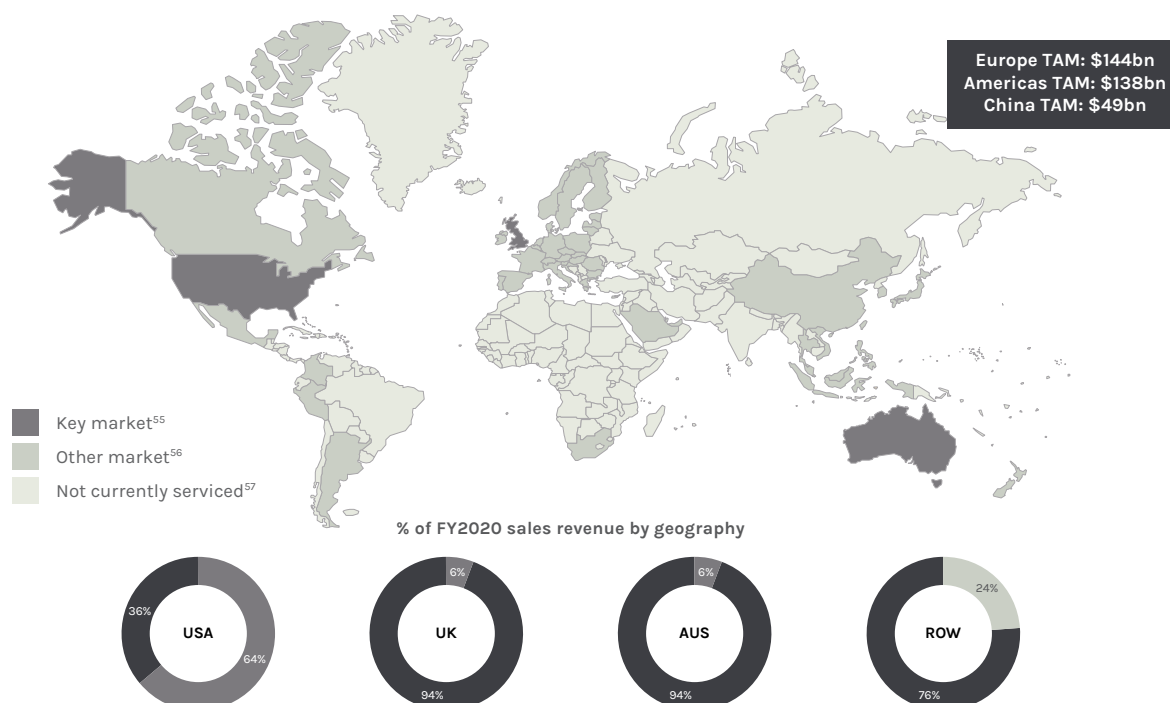 Europe TAM: $144bn
Americas TAM: $138bn
China TAM: $49bn
Key market55
Other market56
Not currently serviced57
% of FY2020 sales revenue by geography
36%
USA
64%
6%
UK
94%
6%
AUS
94%
24%
ROW
76%